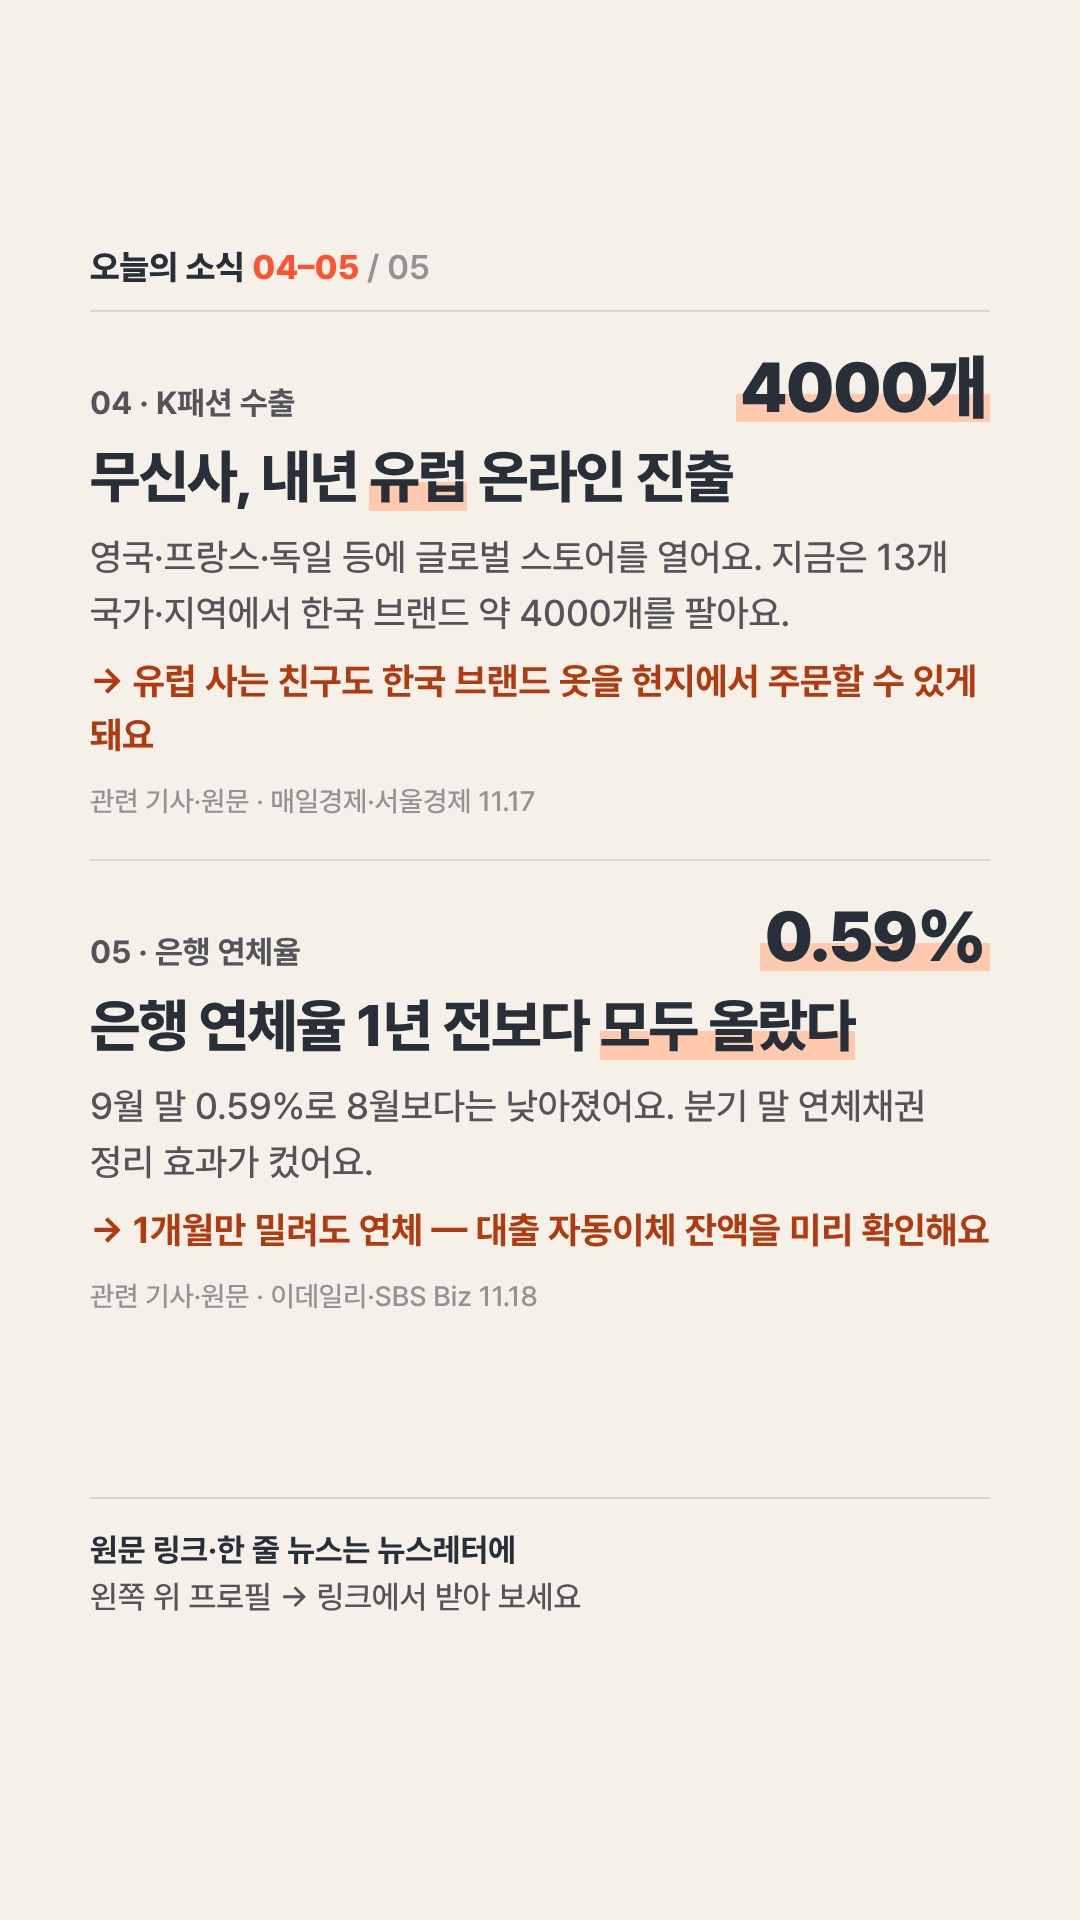 오늘의 소식 04–05 / 05
04 · K패션 수출
4000개
무신사, 내년 유럽 온라인 진출
영국·프랑스·독일 등에 글로벌 스토어를 열어요. 지금은 13개
국가·지역에서 한국 브랜드 약 4000개를 팔아요.
→ 유럽 사는 친구도 한국 브랜드 옷을 현지에서 주문할 수 있게
돼요
관련 기사·원문 · 매일경제·서울경제 11.17
05 · 은행 연체율
0.59%
은행 연체율 1년 전보다 모두 올랐다
9월 말 0.59%로 8월보다는 낮아졌어요. 분기 말 연체채권
정리 효과가 컸어요.
→ 1개월만 밀려도 연체 — 대출 자동이체 잔액을 미리 확인해요
관련 기사·원문 · 이데일리·SBS Biz 11.18
원문 링크·한 줄 뉴스는 뉴스레터에
왼쪽 위 프로필 → 링크에서 받아 보세요